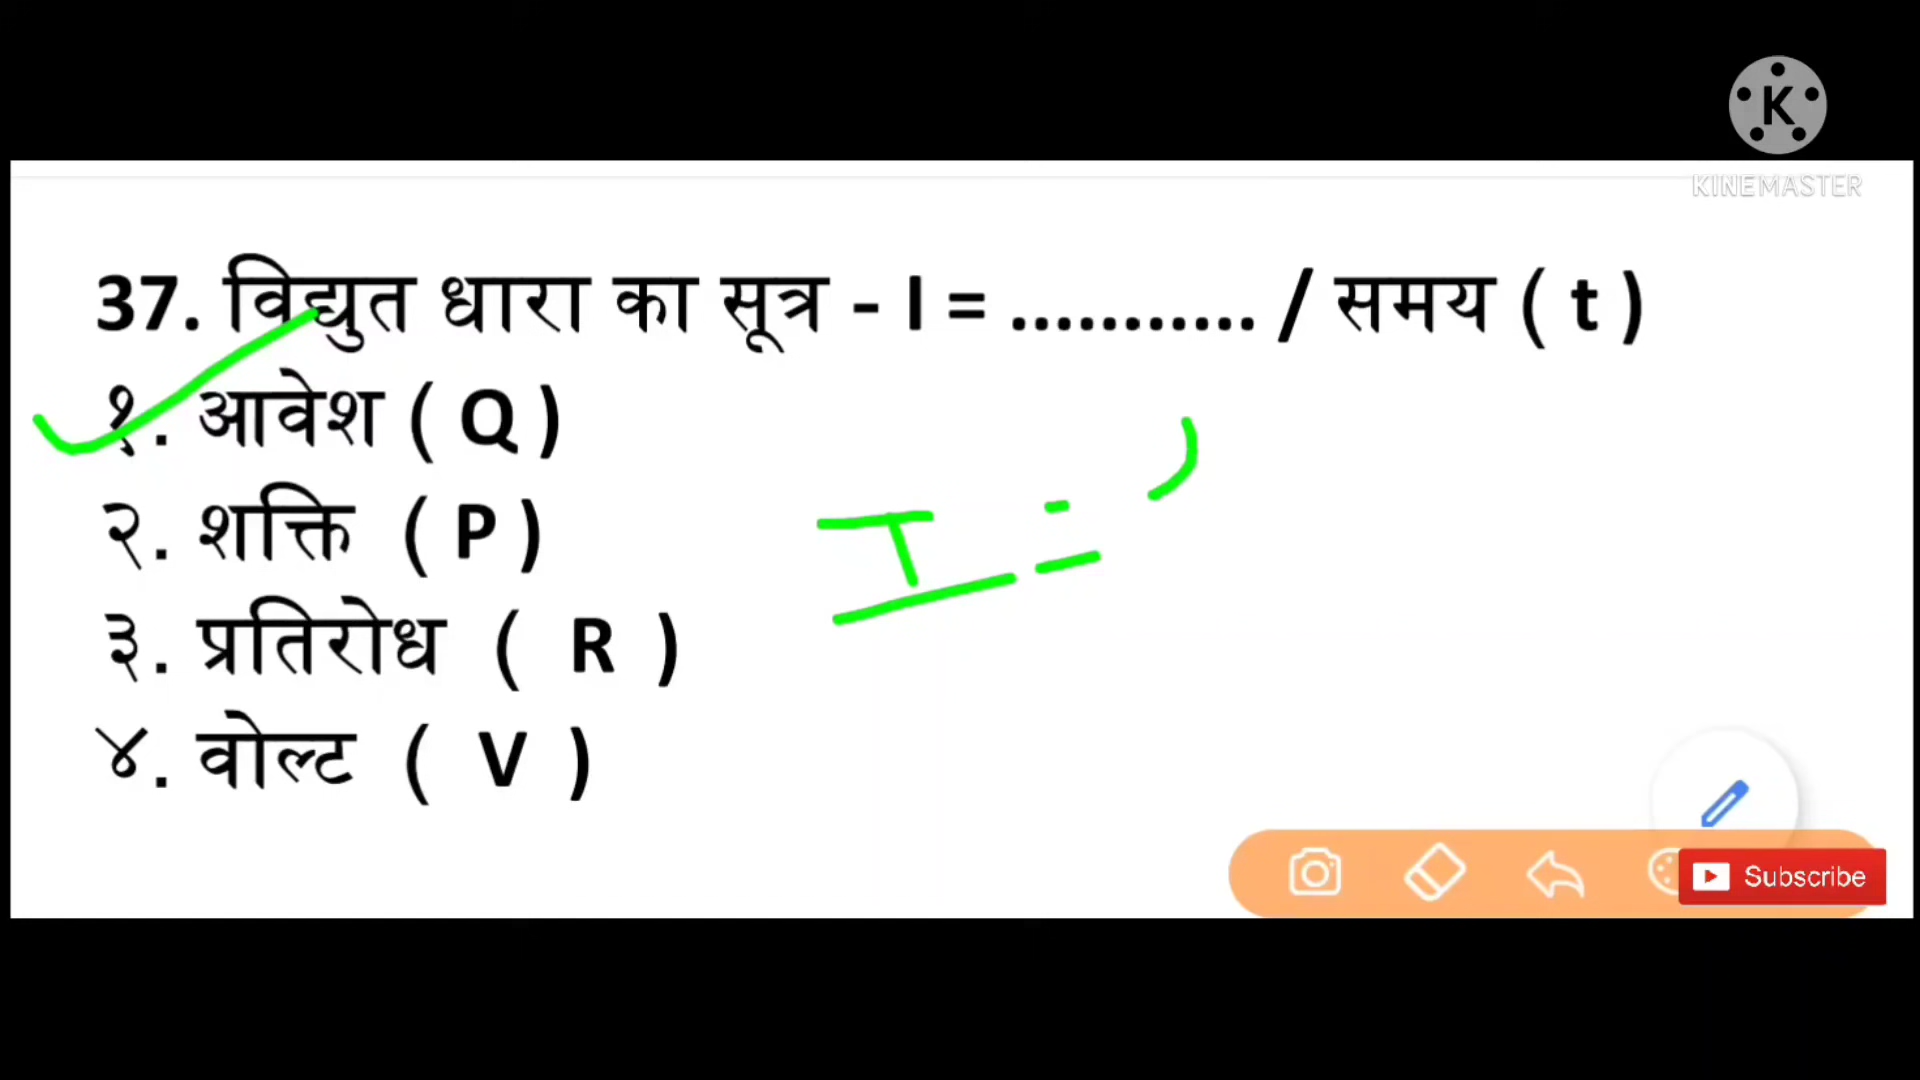 K
KINEMASTER
37. विद्युत धारा का सूत्र - I = ........... / समय ( t )
१. आवेश ( Q )
२. शक्ति ( P )
३. प्रतिरोध ( R )
४. वोल्ट ( V )
I =
Subscribe